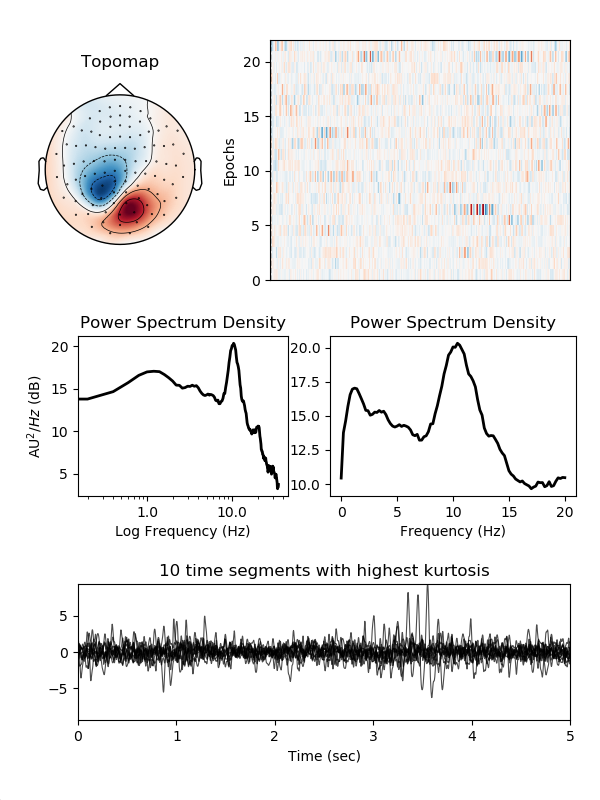 Topomap
Epochs
20
15
10
5
0
Power Spectrum Density
AU²/Hz (dB)
20
15
10
5
1.0 10.0
Log Frequency (Hz)
Power Spectrum Density
20.0
17.5
15.0
12.5
10.0
0 5 10 15 20
Frequency (Hz)
10 time segments with highest kurtosis
5
0
−5
0 1 2 3 4 5
Time (sec)